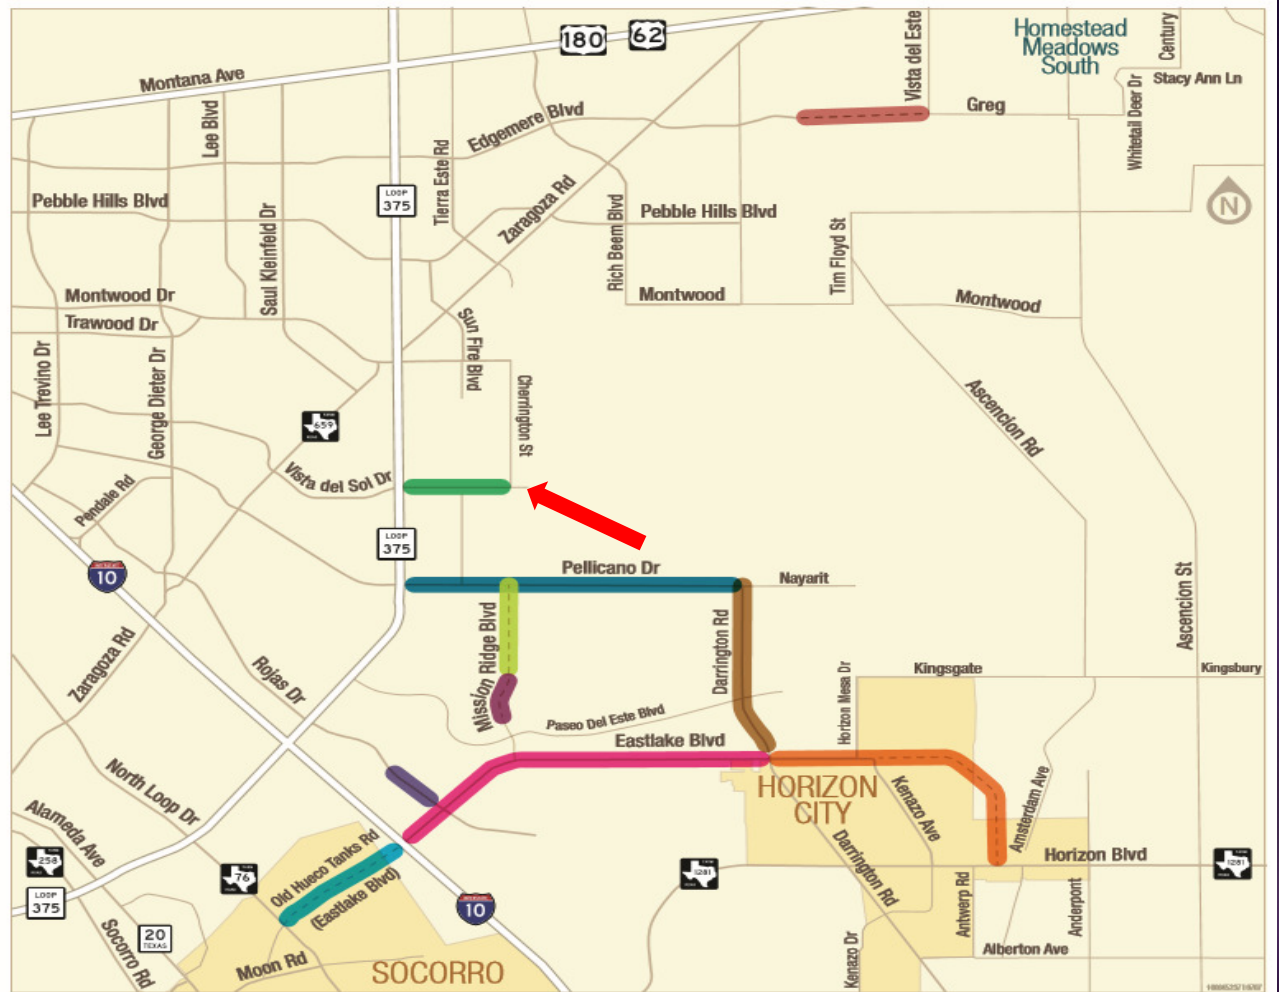 180
62
Homestead
Meadows
South
Century
Vista del Este
Stacy Ann Ln
Montana Ave
Greg
Whitetail Deer Dr
Lee Blvd
Edgemere Blvd
Tierra Este Rd
LOOP
375
Pebble Hills Blvd
Zaragoza Rd
Rich Beem Blvd
Pebble Hills Blvd
Tim Floyd St
N
Saul Kleinfeld Dr
Montwood Dr
Montwood
Montwood
Trawood Dr
Sun Fire Blvd
Lee Trevino Dr
George Dieter Dr
Cherrington St
Ascencion Rd
659
Vista del Sol Dr
Pendale Rd
LOOP
375
10
Pellicano Dr
Nayarit
Ascencion St
Mission Ridge Blvd
Darrington Rd
Zaragoza Rd
Rojas Dr
Kingsgate
Kingsbury
Horizon Mesa Dr
Paseo Del Este Blvd
Eastlake Blvd
HORIZON
CITY
North Loop Dr
Kenazo Ave
Amsterdam Ave
Alameda Ave
Old Hueco Tanks Rd
(Eastlake Blvd)
Darrington Rd
Horizon Blvd
258
76
1281
1281
LOOP
375
10
Antwerp Rd
Anderpont
20
TEXAS
Socorro Rd
Moon Rd
SOCORRO
Kenazo Dr
Alberton Ave